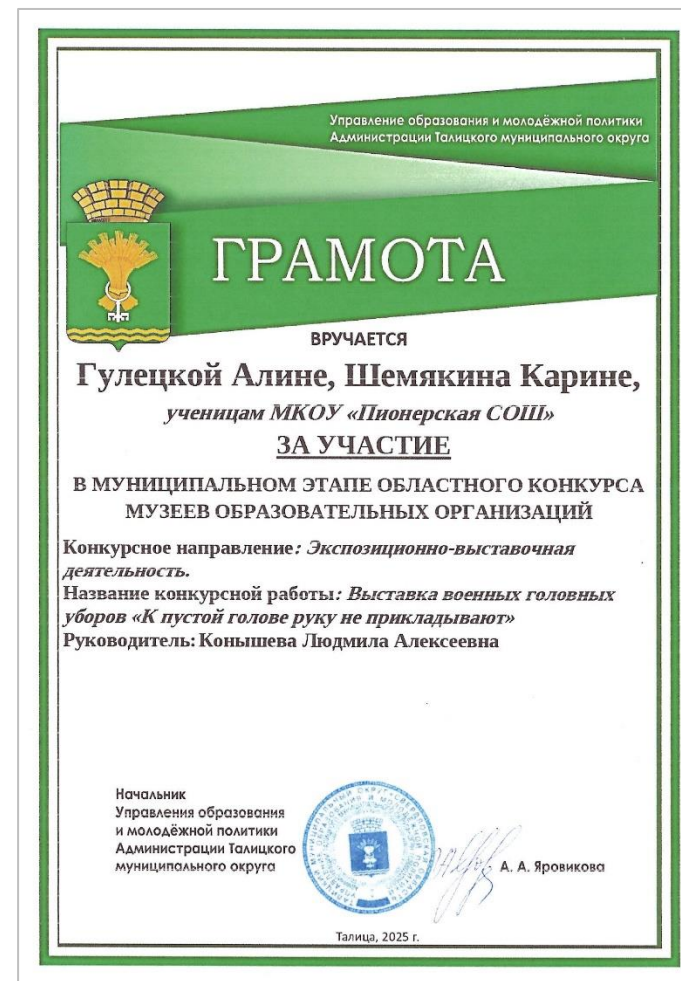 Управление образования и молодёжной политики
Администрации Талицкого муниципального округа
ГРАМОТА
ВРУЧАЕТСЯ
Гулецкой Алине, Шемякина Карине,
ученицам МКОУ «Пионерская СОШ»
ЗА УЧАСТИЕ
В МУНИЦИПАЛЬНОМ ЭТАПЕ ОБЛАСТНОГО КОНКУРСА
МУЗЕЕВ ОБРАЗОВАТЕЛЬНЫХ ОРГАНИЗАЦИЙ
Конкурсное направление: Экспозиционно-выставочная
деятельность.
Название конкурсной работы: Выставка военных головных
уборов «К пустой голове руку не прикладывают»
Руководитель: Конышева Людмила Алексеевна
Начальник
Управления образования
и молодёжной политики
Администрации Талицкого
муниципального округа
А. А. Яровикова
Талица, 2025 г.